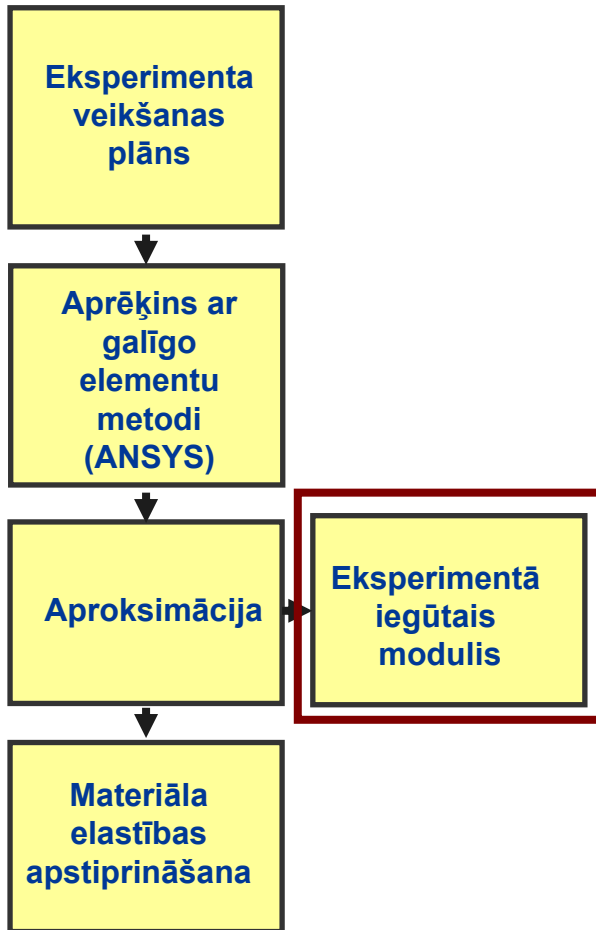 Eksperimenta
veikšanas
plāns
Aprēķins ar
galīgo
elementu
metodi
(ANSYS)
Aproksimācija
Eksperimentā
iegūtais
modulis
Materiāla
elastības
apstiprināšana